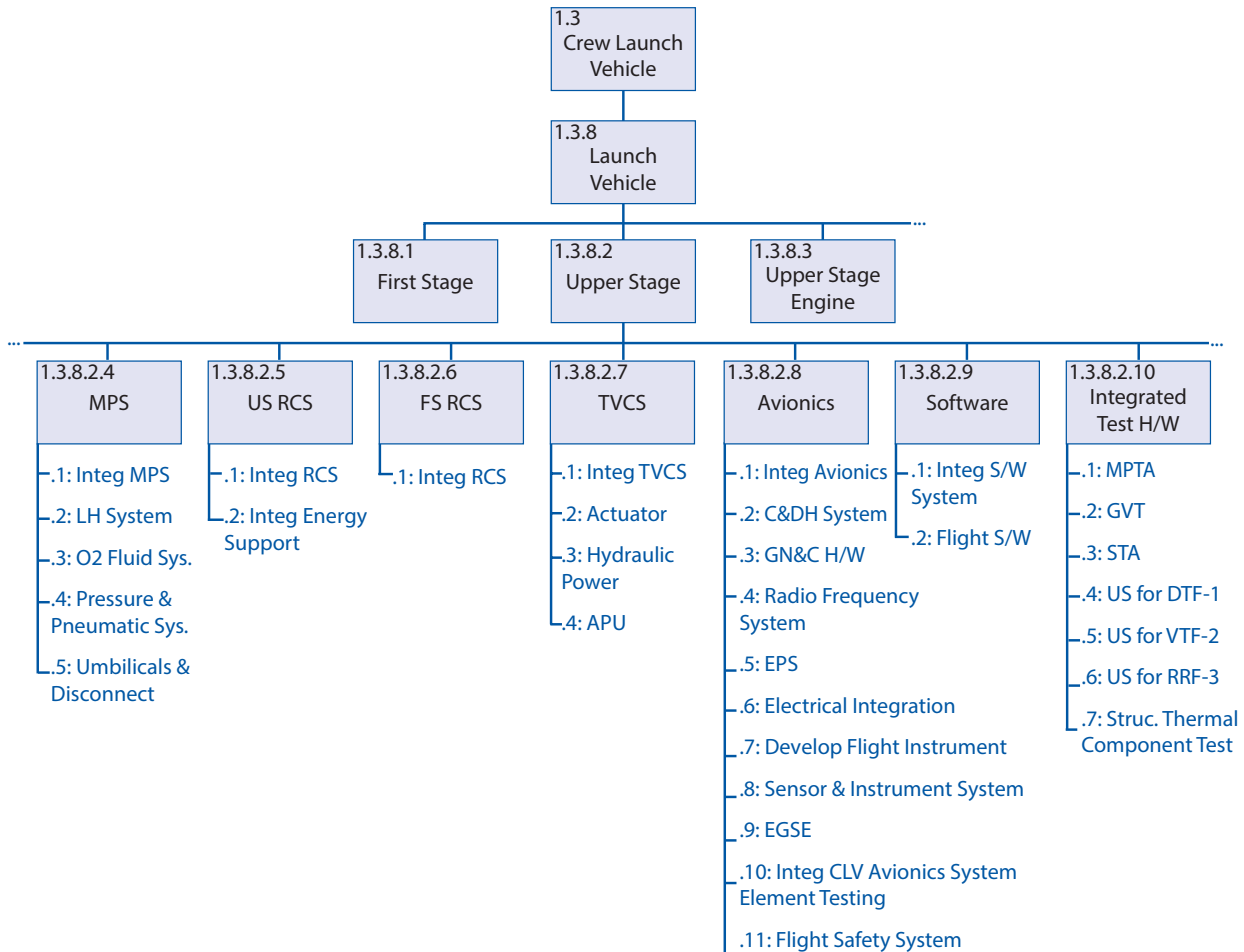 1.3
Crew Launch
Vehicle
1.3.8
Launch
Vehicle
...
1.3.8.1
First Stage
1.3.8.2
Upper Stage
1.3.8.3
Upper Stage
Engine
...
...
1.3.8.2.4
MPS
.1: Integ MPS
.2: LH System
.3: O2 Fluid Sys.
.4: Pressure &
Pneumatic Sys.
.5: Umbilicals &
Disconnect
1.3.8.2.5
US RCS
.1: Integ RCS
.2: Integ Energy
Support
1.3.8.2.6
FS RCS
.1: Integ RCS
1.3.8.2.7
TVCS
.1: Integ TVCS
.2: Actuator
.3: Hydraulic
Power
.4: APU
1.3.8.2.8
Avionics
.1: Integ Avionics
.2: C&DH System
.3: GN&C H/W
.4: Radio Frequency
System
.5: EPS
.6: Electrical Integration
.7: Develop Flight Instrument
.8: Sensor & Instrument System
.9: EGSE
.10: Integ CLV Avionics System
Element Testing
.11: Flight Safety System
1.3.8.2.9
Software
.1: Integ S/W
System
.2: Flight S/W
1.3.8.2.10
Integrated
Test H/W
.1: MPTA
.2: GVT
.3: STA
.4: US for DTF-1
.5: US for VTF-2
.6: US for RRF-3
.7: Struc. Thermal
Component Test